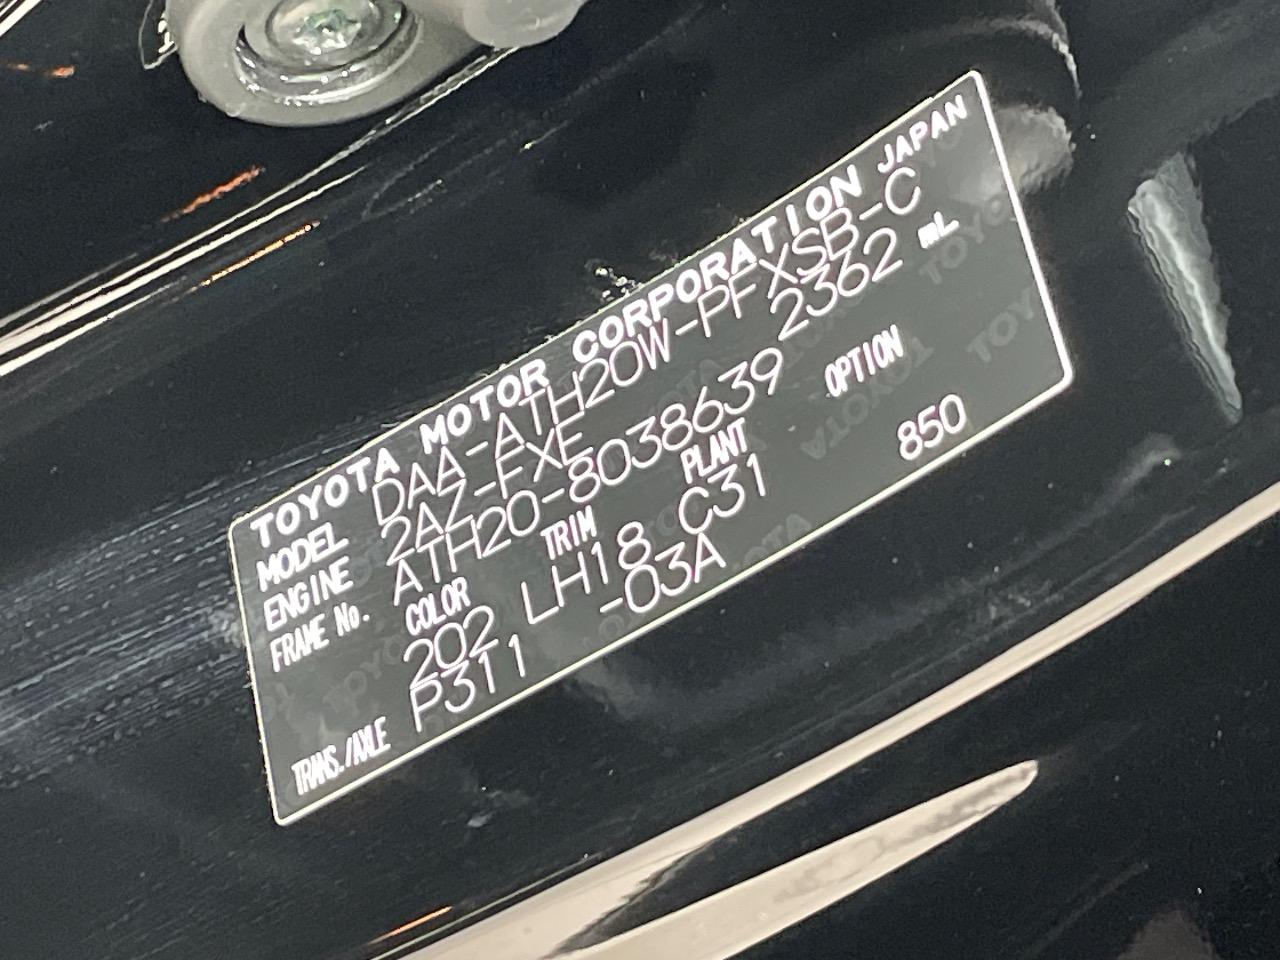 TOYOTA MOTOR CORPORATION JAPAN
MODEL DAA-ATH20W-PFXSB-C
ENGINE 2AZ-FXE 2362 mL
FRAME No. ATH20-8038639
COLOR TRIM PLANT OPTION
202 LH18 C31 850
TRANS./AXLE P311 -03A